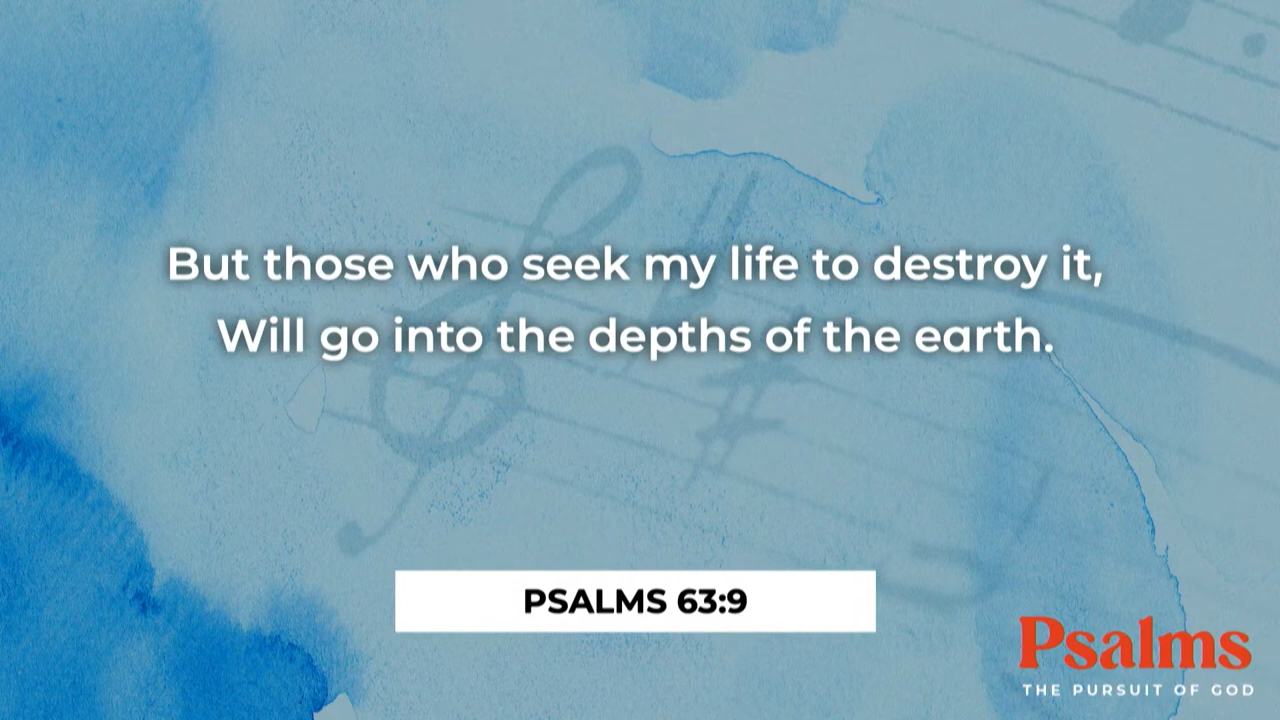 But those who seek my life to destroy it,
Will go into the depths of the earth.
PSALMS 63:9
Psalms
THE PURSUIT OF GOD